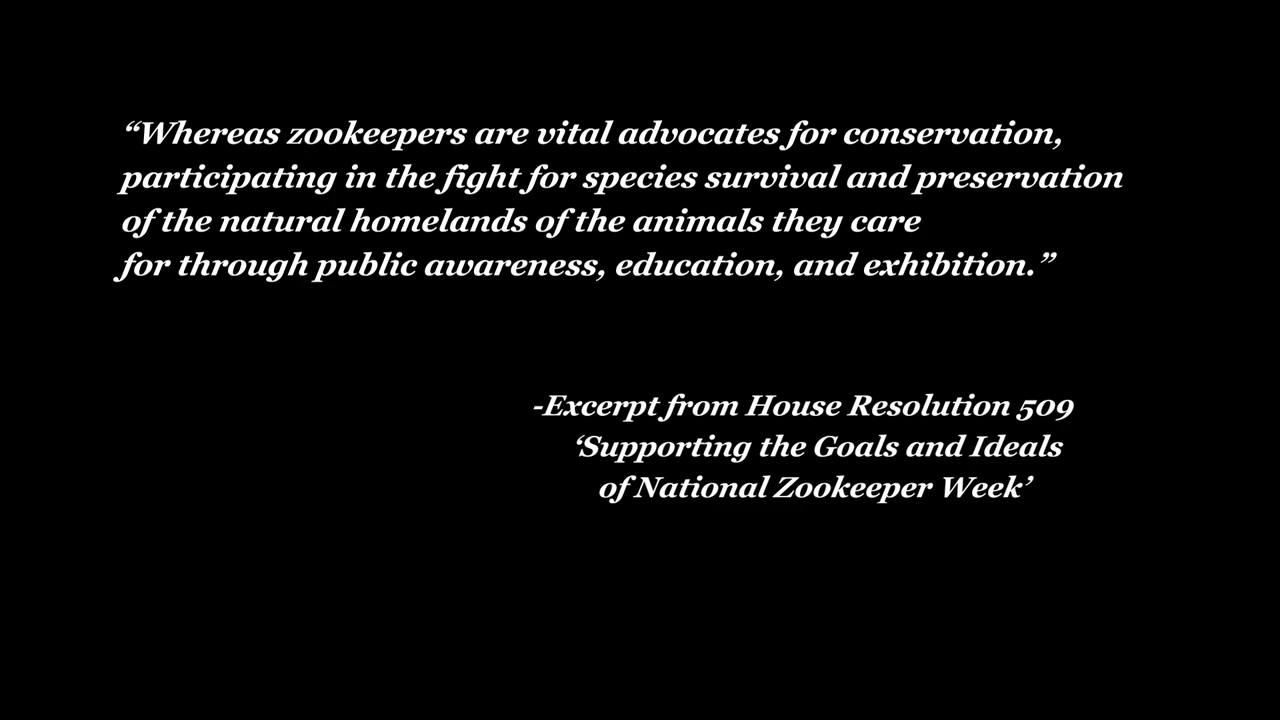 “Whereas zookeepers are vital advocates for conservation,
participating in the fight for species survival and preservation
of the natural homelands of the animals they care
for through public awareness, education, and exhibition.”
-Excerpt from House Resolution 509
‘Supporting the Goals and Ideals
of National Zookeeper Week’